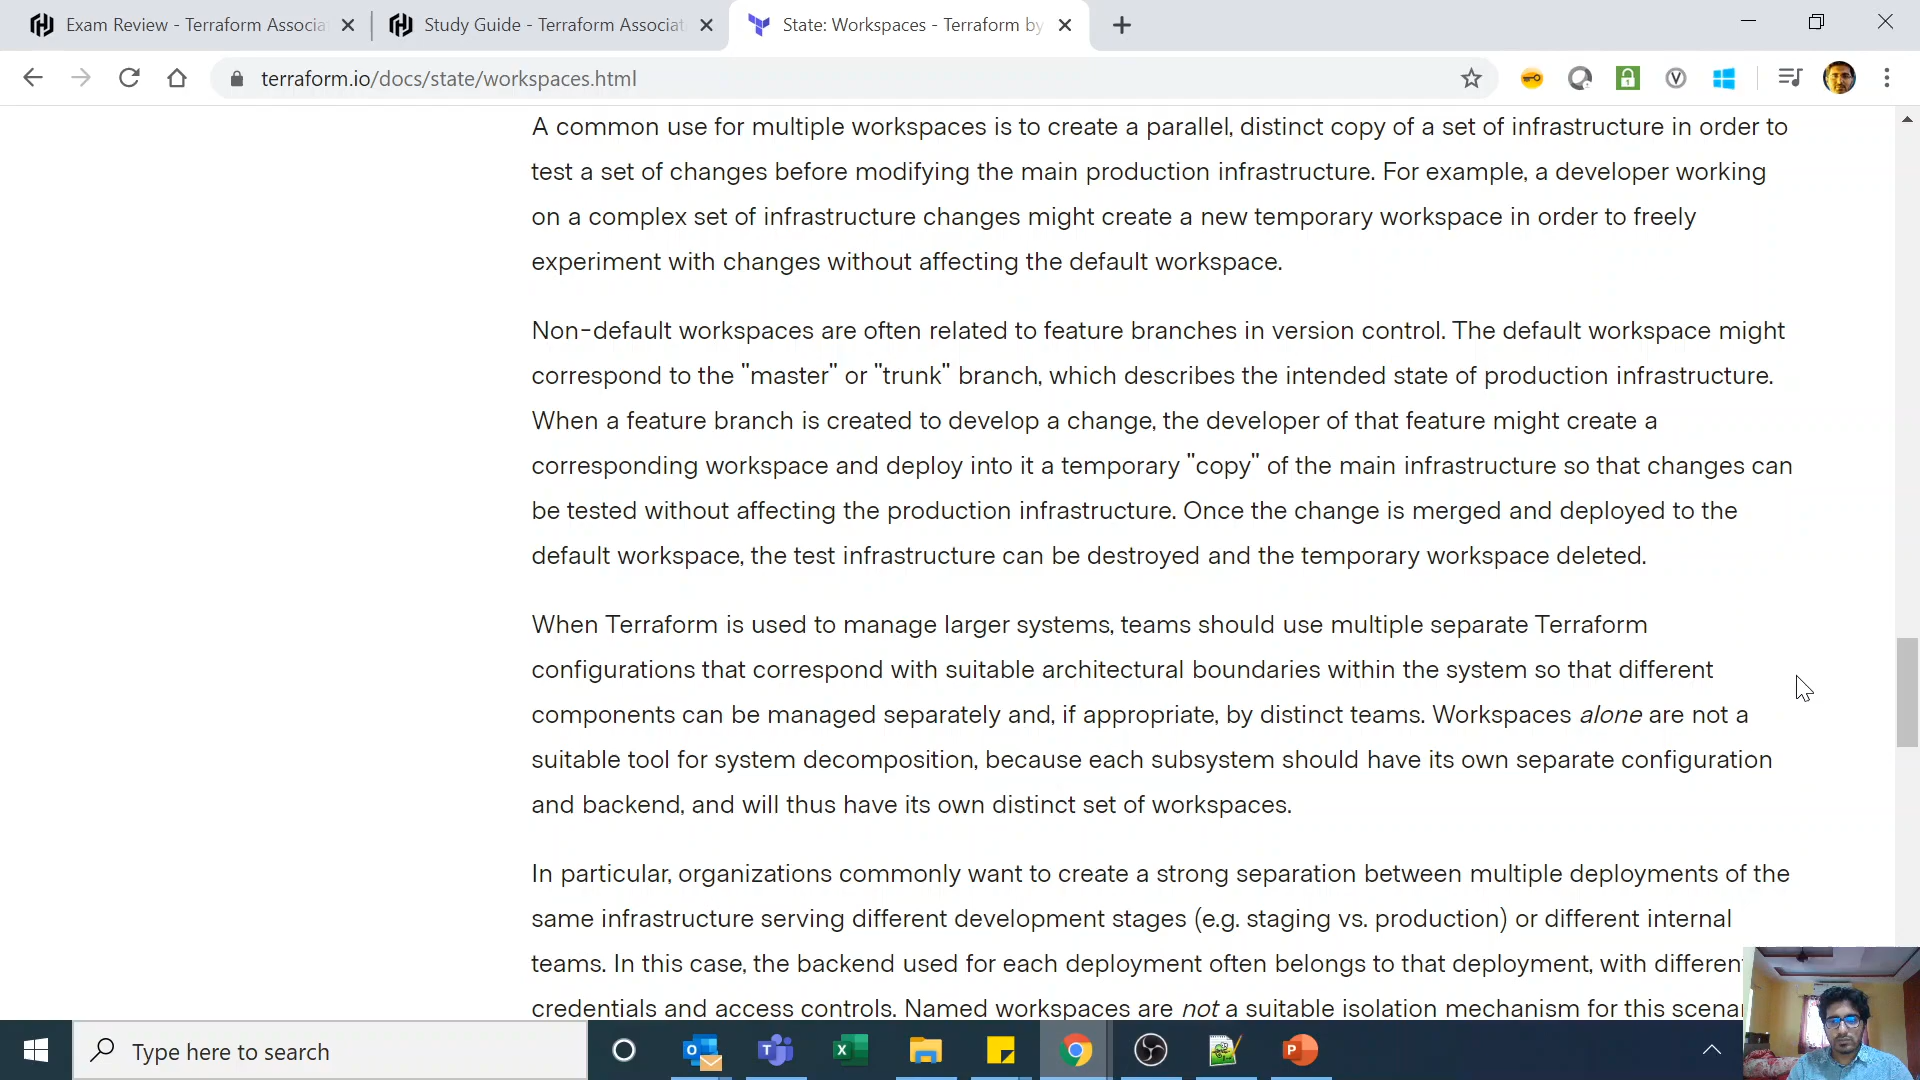 Exam Review - Terraform Associa
Study Guide - Terraform Associat
State: Workspaces - Terraform by
terraform.io/docs/state/workspaces.html
A common use for multiple workspaces is to create a parallel, distinct copy of a set of infrastructure in order to
test a set of changes before modifying the main production infrastructure. For example, a developer working
on a complex set of infrastructure changes might create a new temporary workspace in order to freely
experiment with changes without affecting the default workspace.
Non-default workspaces are often related to feature branches in version control. The default workspace might
correspond to the "master" or "trunk" branch, which describes the intended state of production infrastructure.
When a feature branch is created to develop a change, the developer of that feature might create a
corresponding workspace and deploy into it a temporary "copy" of the main infrastructure so that changes can
be tested without affecting the production infrastructure. Once the change is merged and deployed to the
default workspace, the test infrastructure can be destroyed and the temporary workspace deleted.
When Terraform is used to manage larger systems, teams should use multiple separate Terraform
configurations that correspond with suitable architectural boundaries within the system so that different
components can be managed separately and, if appropriate, by distinct teams. Workspaces alone are not a
suitable tool for system decomposition, because each subsystem should have its own separate configuration
and backend, and will thus have its own distinct set of workspaces.
In particular, organizations commonly want to create a strong separation between multiple deployments of the
same infrastructure serving different development stages (e.g. staging vs. production) or different internal
teams. In this case, the backend used for each deployment often belongs to that deployment, with differen
credentials and access controls. Named workspaces are not a suitable isolation mechanism for this scena
Type here to search